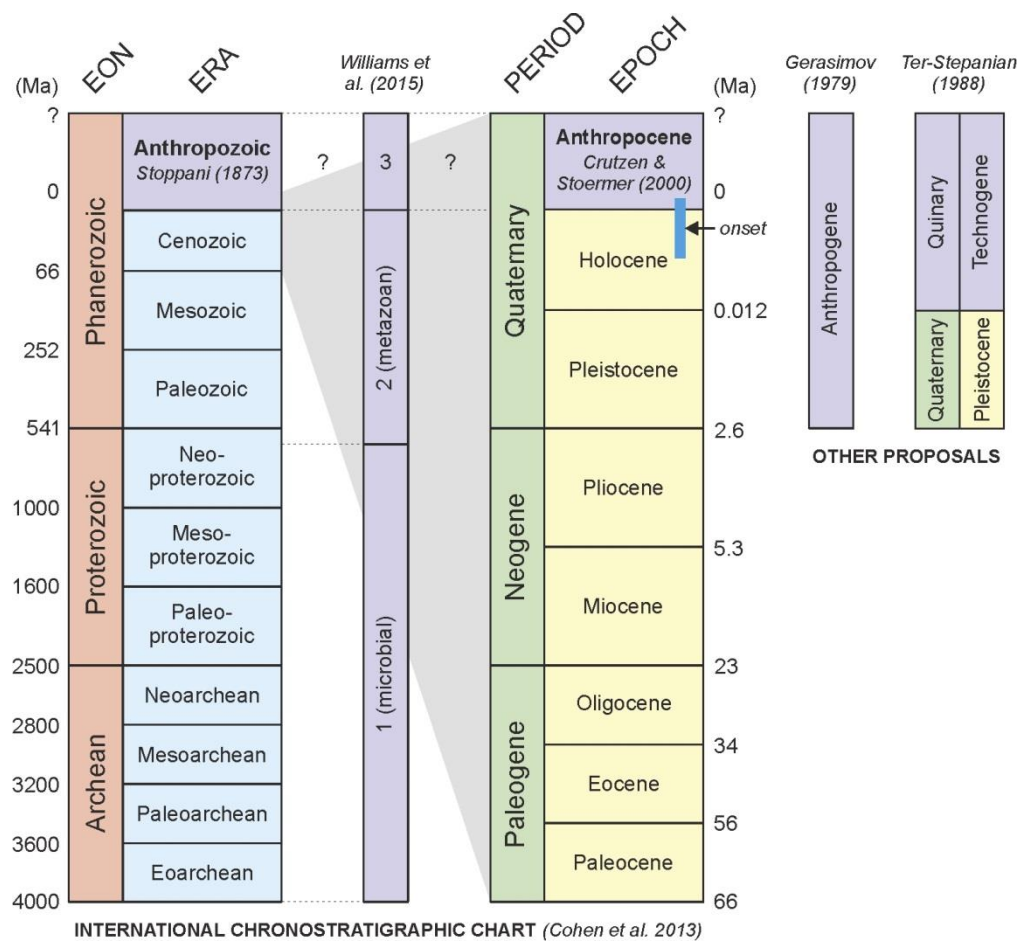 EON
ERA
Williams et
al. (2015)
PERIOD
EPOCH
Gerasimov
(1979)
Ter-Stepanian
(1988)
(Ma)
?
0
66
252
541
1000
1600
2500
2800
3200
3600
4000
Phanerozoic
Proterozoic
Archean
Anthropozoic
Stoppani (1873)
Cenozoic
Mesozoic
Paleozoic
Neo-
proterozoic
Meso-
proterozoic
Paleo-
proterozoic
Neoarchean
Mesoarchean
Paleoarchean
Eoarchean
?
3
?
2 (metazoan)
1 (microbial)
Quaternary
Neogene
Paleogene
Anthropocene
Crutzen &
Stoermer (2000)
onset
Holocene
Pleistocene
Pliocene
Miocene
Oligocene
Eocene
Paleocene
(Ma)
?
0
0.012
2.6
5.3
23
34
56
66
Anthropogene
Quinary
Technogene
Quaternary
Pleistocene
OTHER PROPOSALS
INTERNATIONAL CHRONOSTRATIGRAPHIC CHART (Cohen et al. 2013)